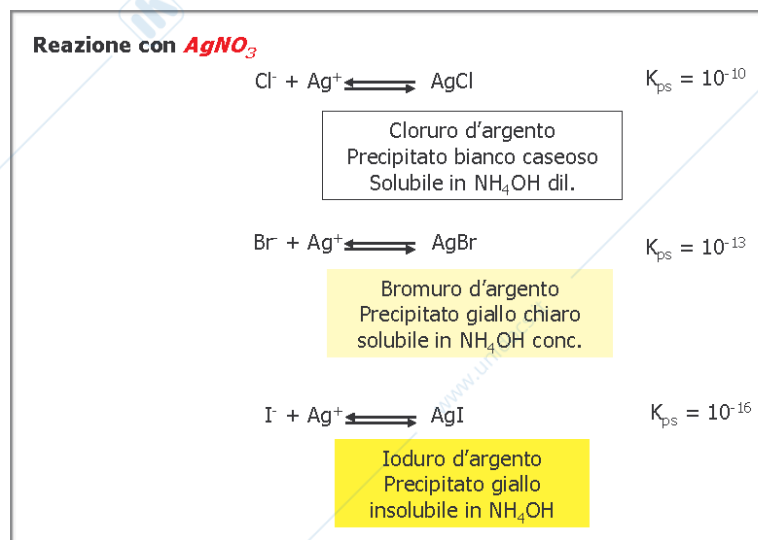 Reazione con AgNO₃
Cl⁻ + Ag⁺ ⇌ AgCl Kₚₛ = 10⁻¹⁰
Cloruro d'argento
Precipitato bianco caseoso
Solubile in NH₄OH dil.
Br⁻ + Ag⁺ ⇌ AgBr Kₚₛ = 10⁻¹³
Bromuro d'argento
Precipitato giallo chiaro
solubile in NH₄OH conc.
I⁻ + Ag⁺ ⇌ AgI Kₚₛ = 10⁻¹⁶
Ioduro d'argento
Precipitato giallo
insolubile in NH₄OH